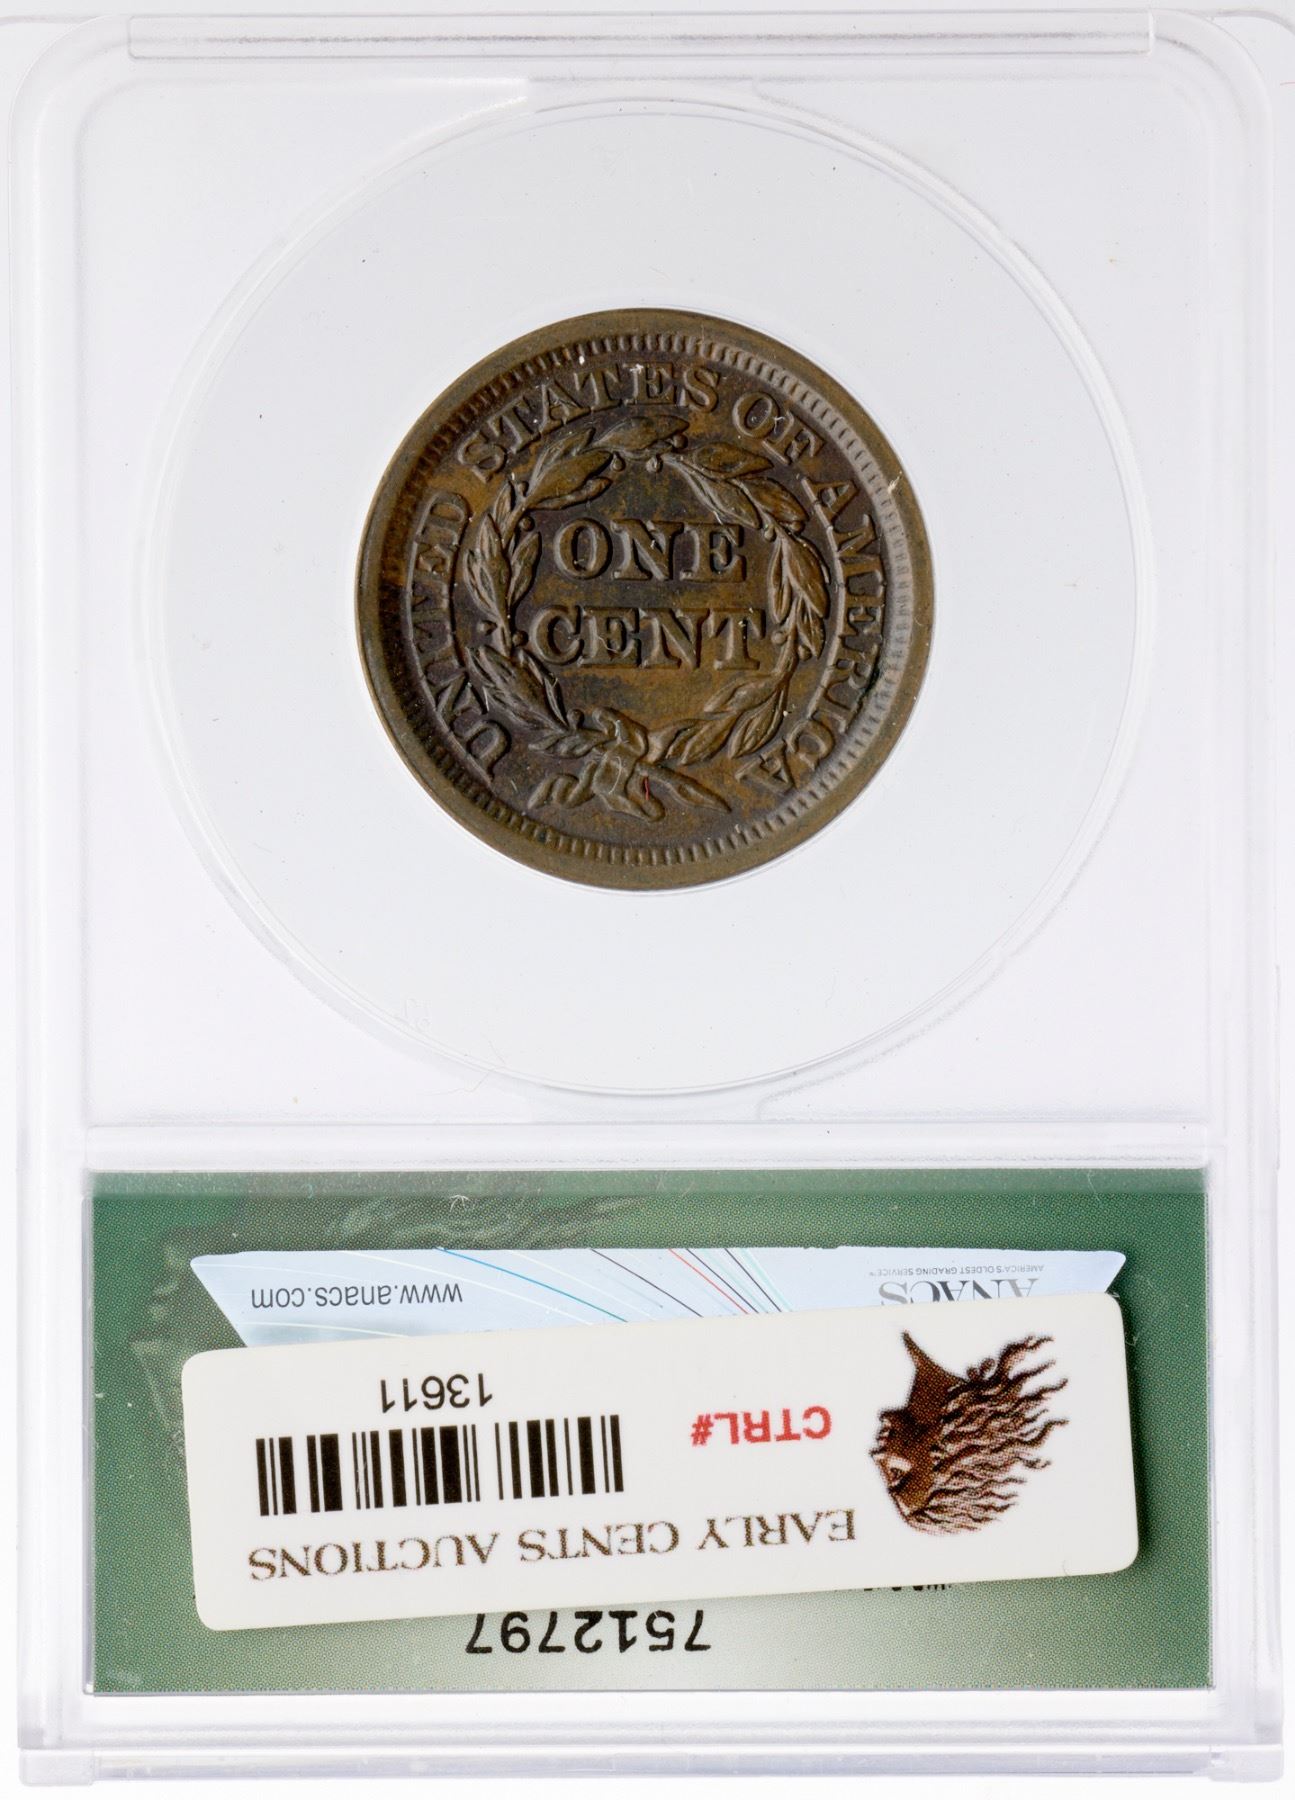 UNITED STATES OF AMERICA
ONE
CENT
7512797
EARLY CENTS AUCTIONS
CTRL#
13611
ANACS
AMERICA'S OLDEST GRADING SERVICE™
www.anacs.com